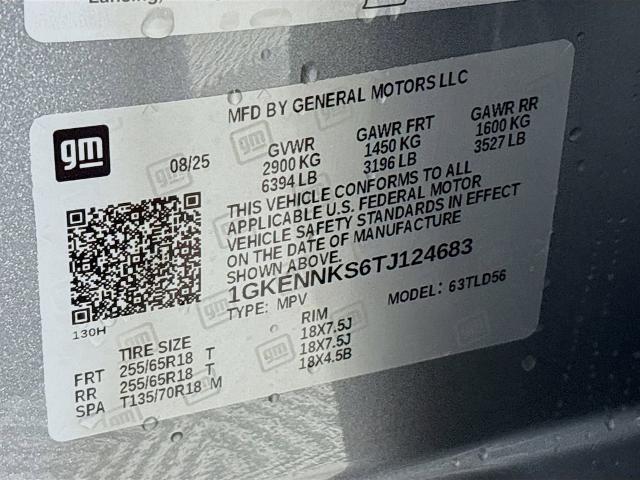 Lansing,
gm
MFD BY GENERAL MOTORS LLC
08/25
GVWR GAWR FRT GAWR RR
2900 KG 1450 KG 1600 KG
6394 LB 3196 LB 3527 LB
THIS VEHICLE CONFORMS TO ALL
APPLICABLE U.S. FEDERAL MOTOR
VEHICLE SAFETY STANDARDS IN EFFECT
ON THE DATE OF MANUFACTURE
SHOWN ABOVE.
1GKENNKS6TJ124683
TYPE: MPV MODEL: 63TLD56
130H
TIRE SIZE RIM
FRT 255/65R18 T 18X7.5J
RR 255/65R18 T 18X7.5J
SPA T135/70R18 M 18X4.5B